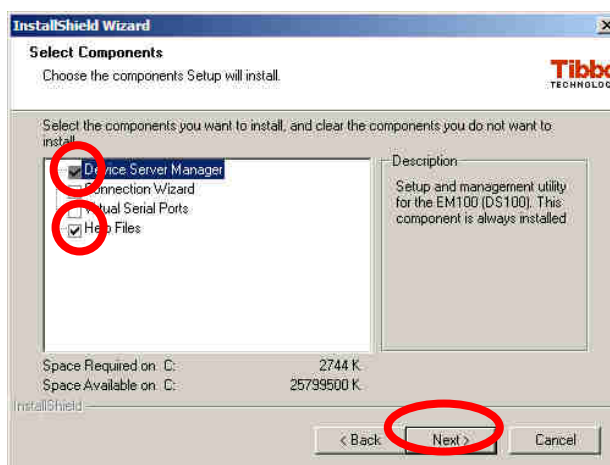 InstallShield Wizard
Select Components
Choose the components Setup will install.
Tibbo
TECHNOLOG
Select the components you want to install, and clear the components you do not want to
install.
Device Server Manager
Connection Wizard
Virtual Serial Ports
Help Files
Description
Setup and management utility
for the EM100 (DS100). This
component is always installed
Space Required on C: 2744 K
Space Available on C: 25799500 K
InstallShield
< Back
Next >
Cancel